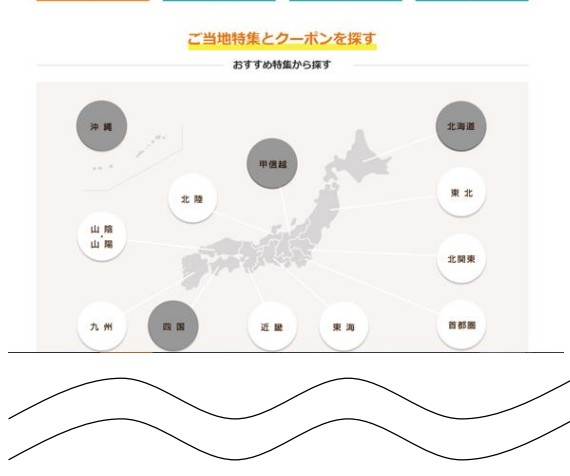 ご当地特集とクーポンを探す
おすすめ特集から探す
沖縄
北海道
甲信越
北陸
東北
山陰
・
山陽
北関東
九州
四国
近畿
東海
首都圏